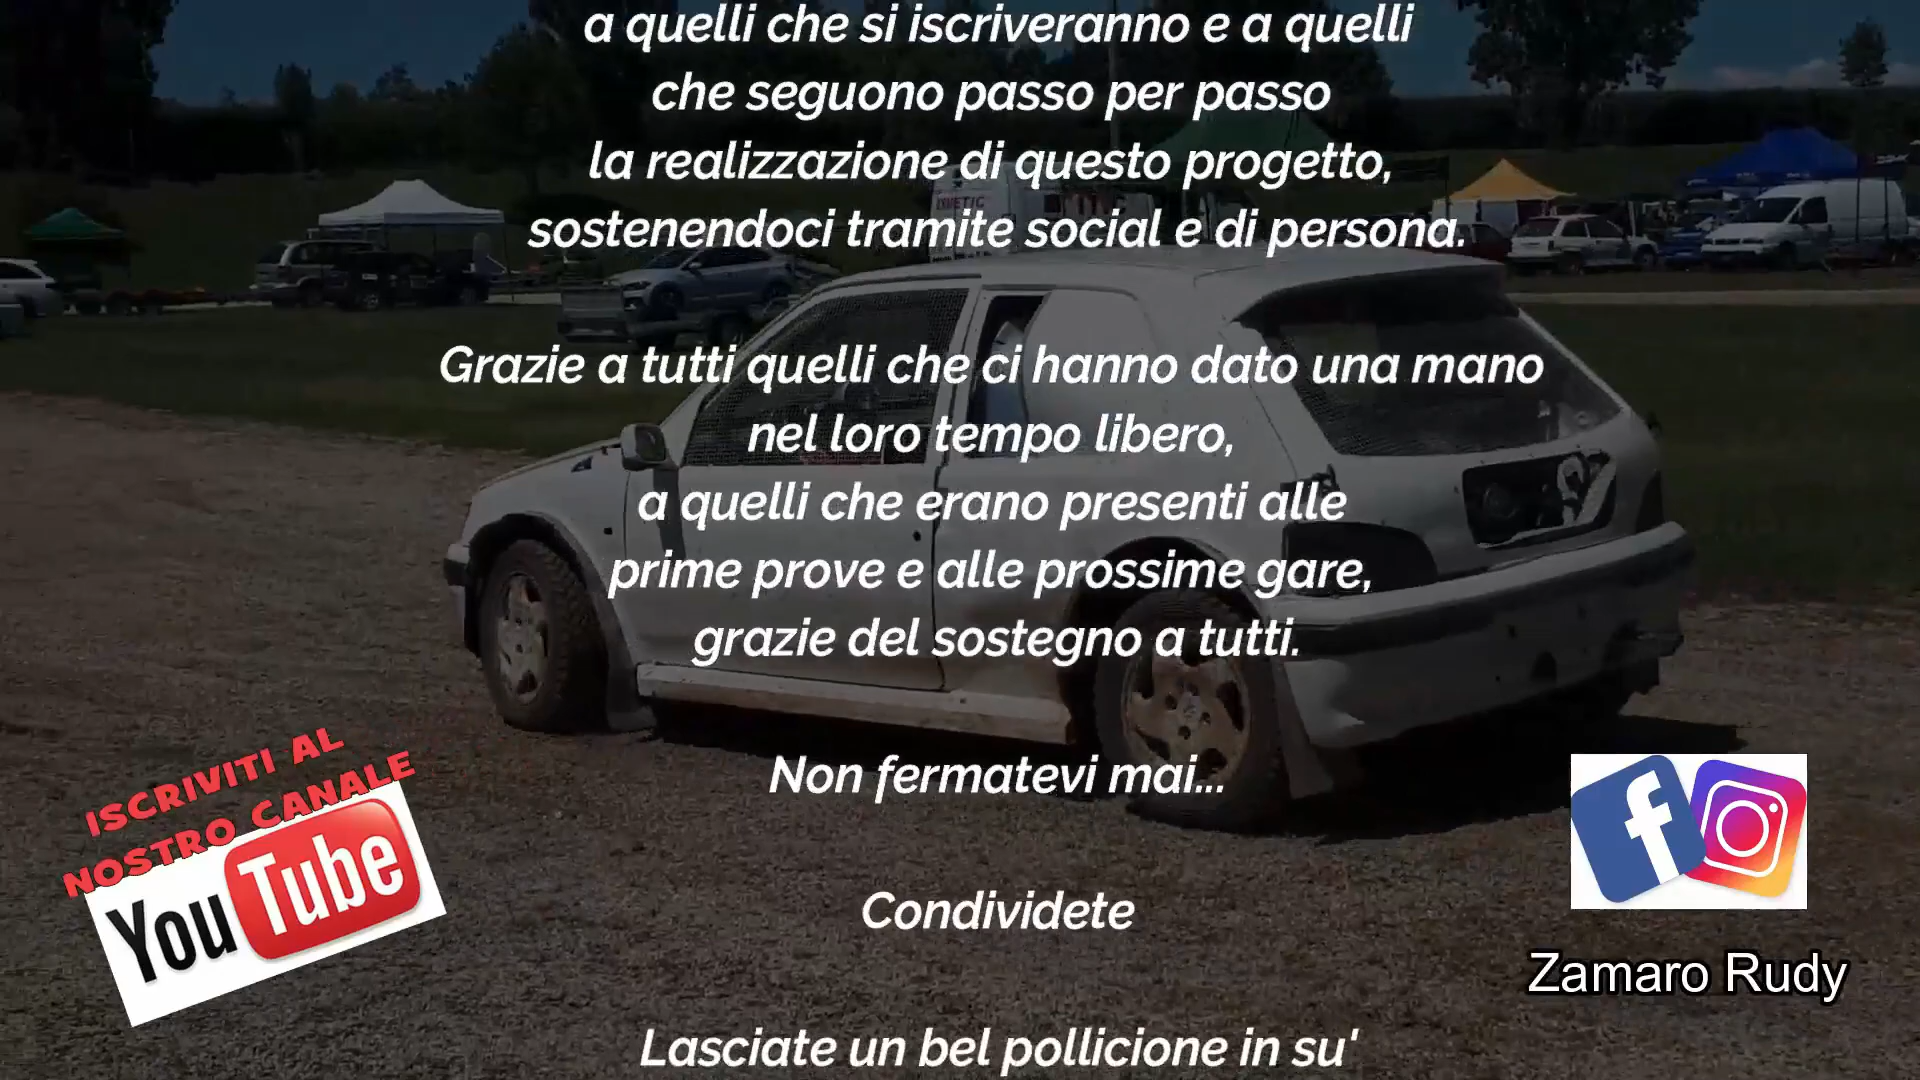 a quelli che si iscriveranno e a quelli
che seguono passo per passo
la realizzazione di questo progetto,
sostenendoci tramite social e di persona.
Grazie a tutti quelli che ci hanno dato una mano
nel loro tempo libero,
a quelli che erano presenti alle
prime prove e alle prossime gare,
grazie del sostegno a tutti.
Non fermatevi mai...
ISCRIVITI AL
NOSTRO CANALE
YouTube
Condividete
Zamaro Rudy
Lasciate un bel pollicione in su'